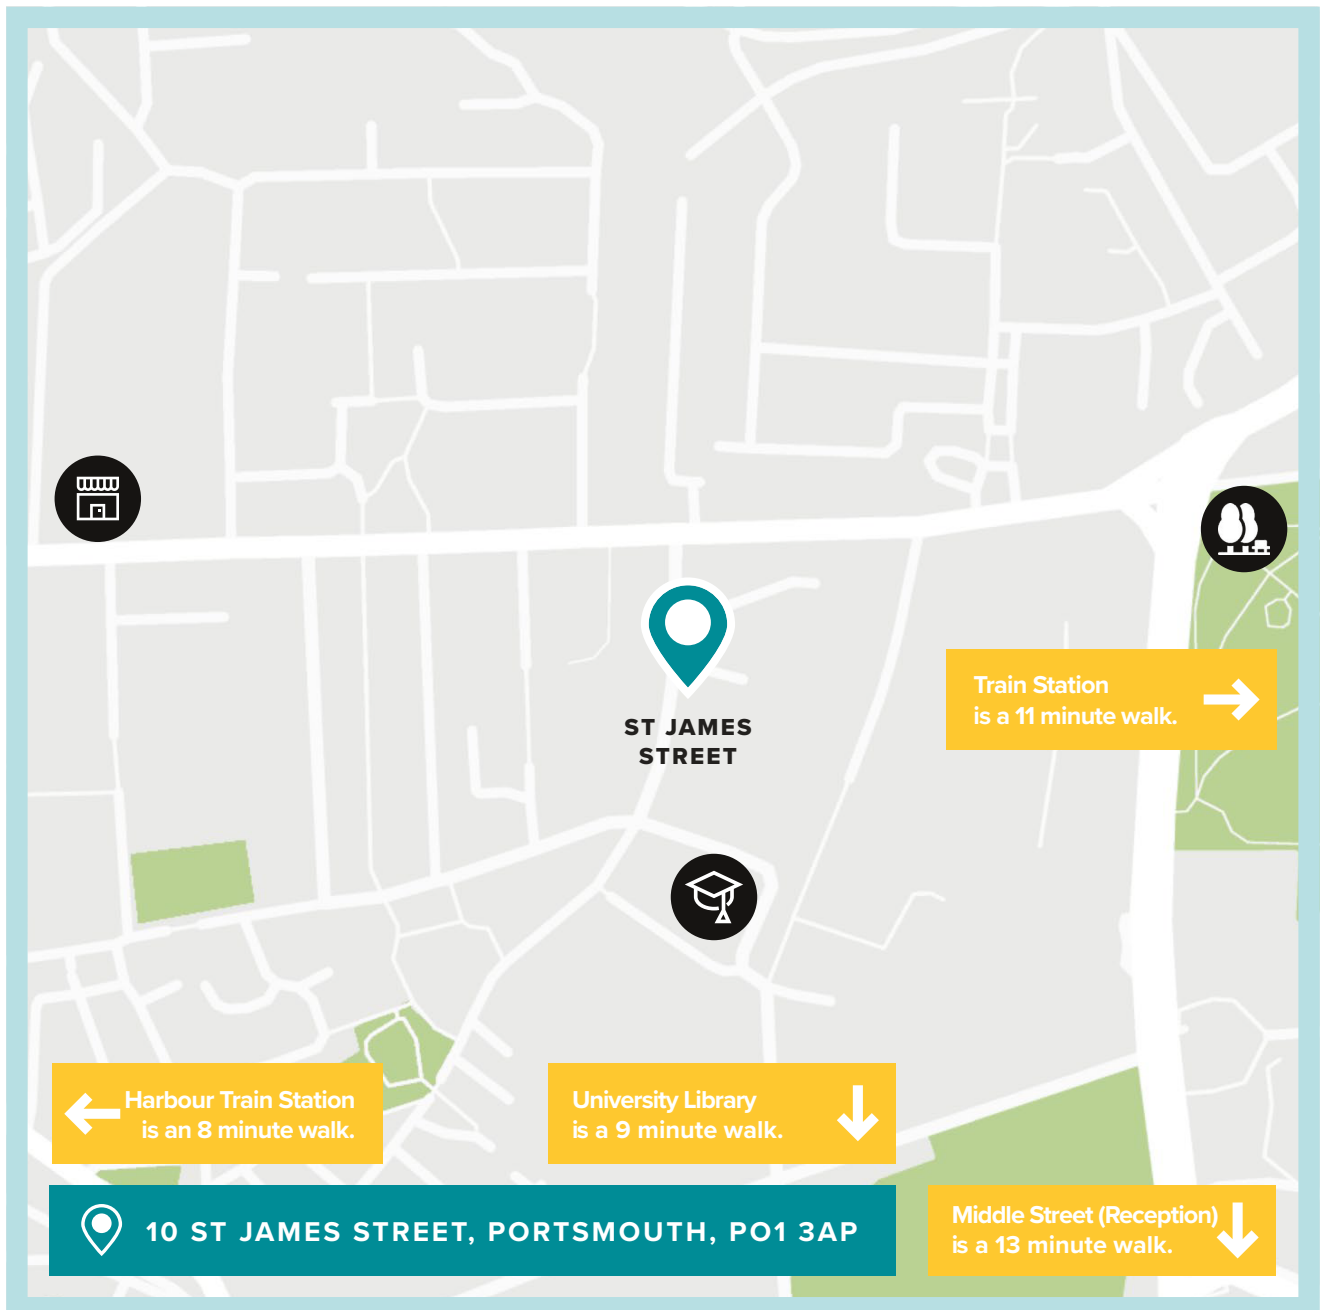 ST JAMES
STREET
Train Station
is a 11 minute walk.
Harbour Train Station
is an 8 minute walk.
University Library
is a 9 minute walk.
10 ST JAMES STREET, PORTSMOUTH, PO1 3AP
Middle Street (Reception)
is a 13 minute walk.